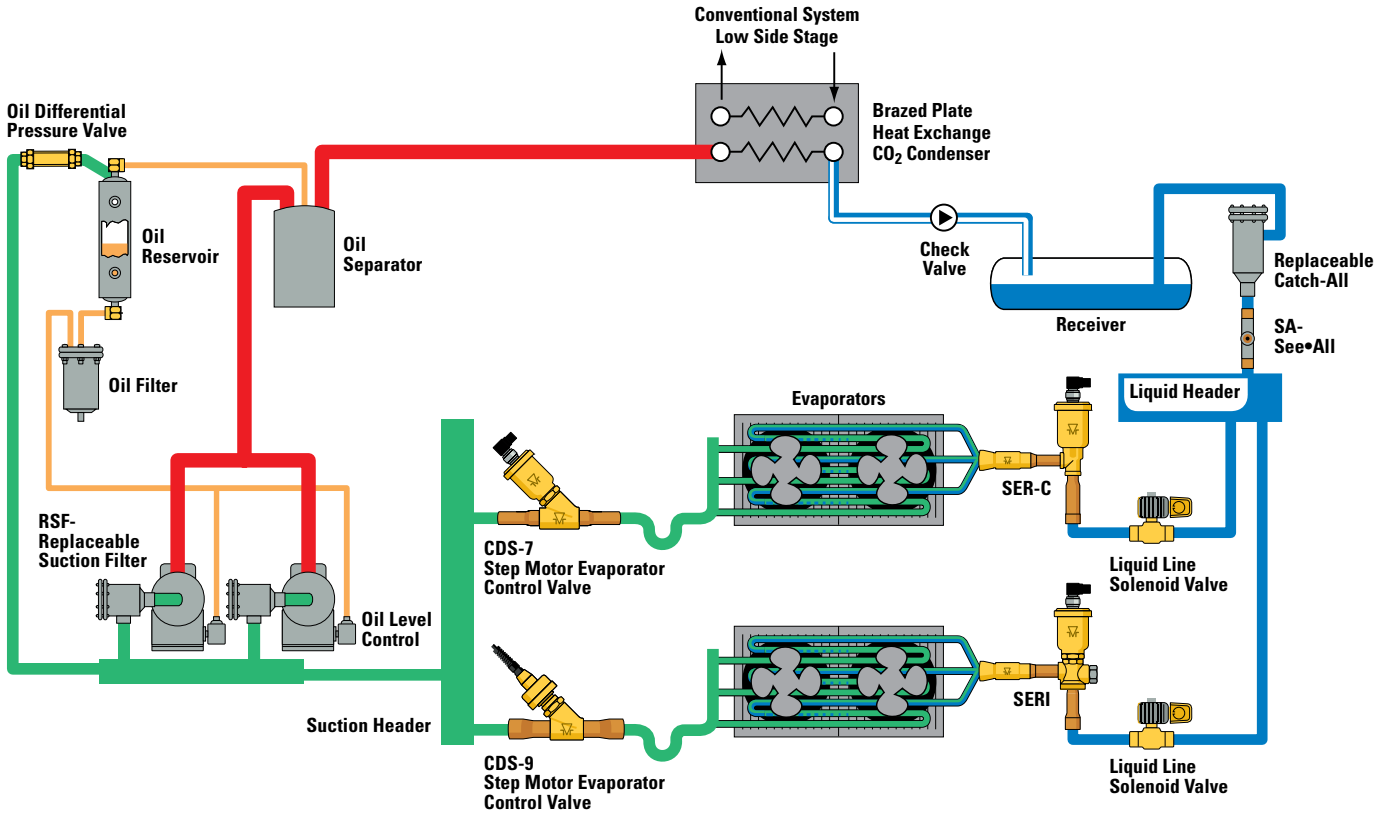 Conventional System
Low Side Stage
Oil Differential
Pressure Valve
Brazed Plate
Heat Exchange
CO₂ Condenser
Oil
Reservoir
Oil
Separator
Check
Valve
Replaceable
Catch-All
Receiver
SA-
See•All
Oil Filter
Evaporators
Liquid Header
SER-C
RSF-
Replaceable
Suction Filter
CDS-7
Step Motor Evaporator
Control Valve
Liquid Line
Solenoid Valve
Oil Level
Control
SERI
Suction Header
CDS-9
Step Motor Evaporator
Control Valve
Liquid Line
Solenoid Valve